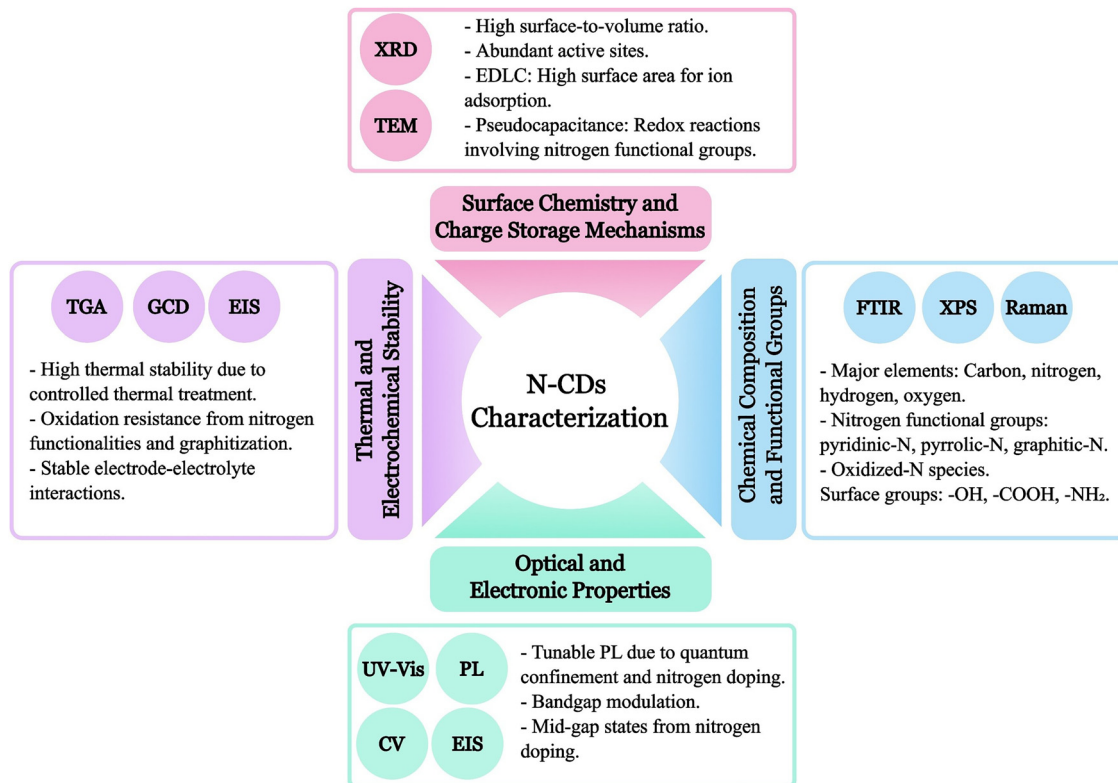 XRD
TEM
- High surface-to-volume ratio.
- Abundant active sites.
- EDLC: High surface area for ion
adsorption.
- Pseudocapacitance: Redox reactions
involving nitrogen functional groups.
Surface Chemistry and
Charge Storage Mechanisms
TGA GCD EIS
- High thermal stability due to
controlled thermal treatment.
- Oxidation resistance from nitrogen
functionalities and graphitization.
- Stable electrode-electrolyte
interactions.
Thermal and
Electrochemical Stability
N-CDs
Characterization
Chemical Composition
and Functional Groups
FTIR XPS Raman
- Major elements: Carbon, nitrogen,
hydrogen, oxygen.
- Nitrogen functional groups:
pyridinic-N, pyrrolic-N, graphitic-N.
- Oxidized-N species.
Surface groups: -OH, -COOH, -NH₂.
Optical and
Electronic Properties
UV-Vis PL
CV EIS
- Tunable PL due to quantum
confinement and nitrogen doping.
- Bandgap modulation.
- Mid-gap states from nitrogen
doping.